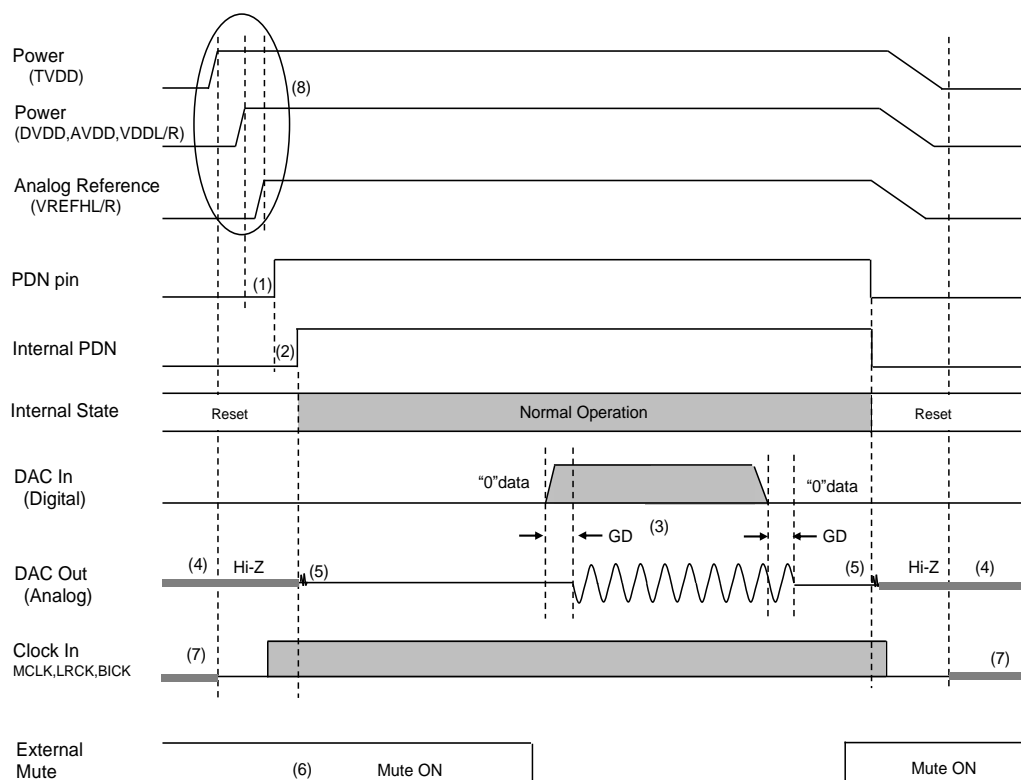 Power
(TVDD)
(8)
Power
(DVDD,AVDD,VDDL/R)
Analog Reference
(VREFHL/R)
PDN pin
(1)
Internal PDN
(2)
Internal State
Reset
Normal Operation
Reset
DAC In
(Digital)
“0”data
“0”data
(3)
GD
GD
DAC Out
(Analog)
(4)
Hi-Z
(5)
(5)
Hi-Z
(4)
Clock In
MCLK,LRCK,BICK
(7)
(7)
External
Mute
(6)
Mute ON
Mute ON